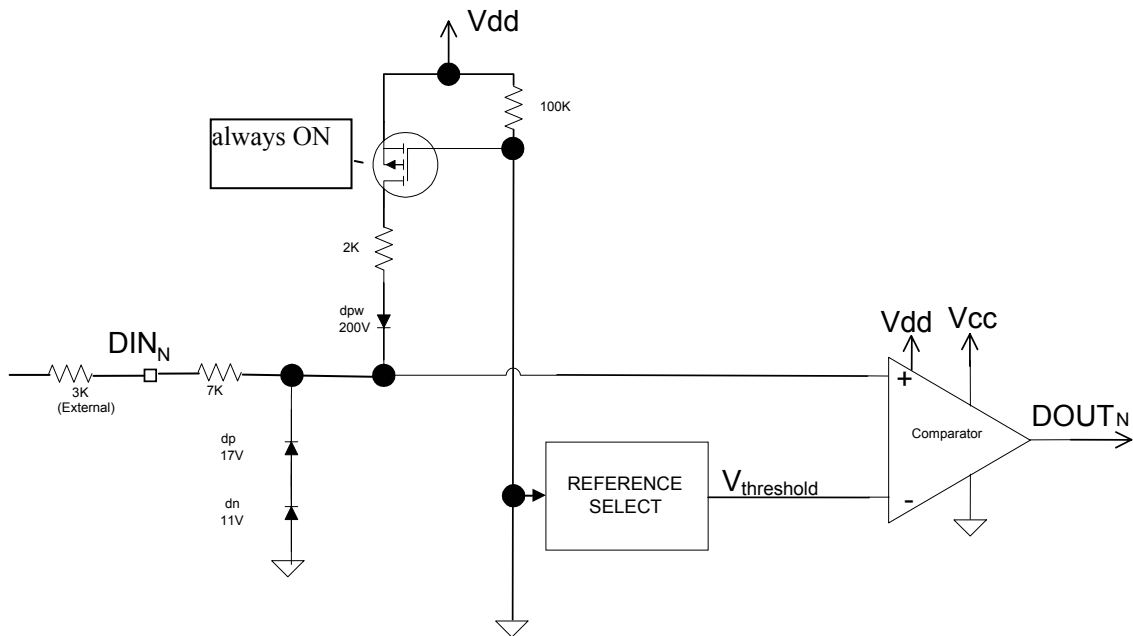 Vdd
100K
always ON
2K
dpw
200V
DIN_N
3K
(External)
7K
dp
17V
dn
11V
Vdd
Vcc
+
Comparator
-
DOUT_N
REFERENCE
SELECT
V_threshold